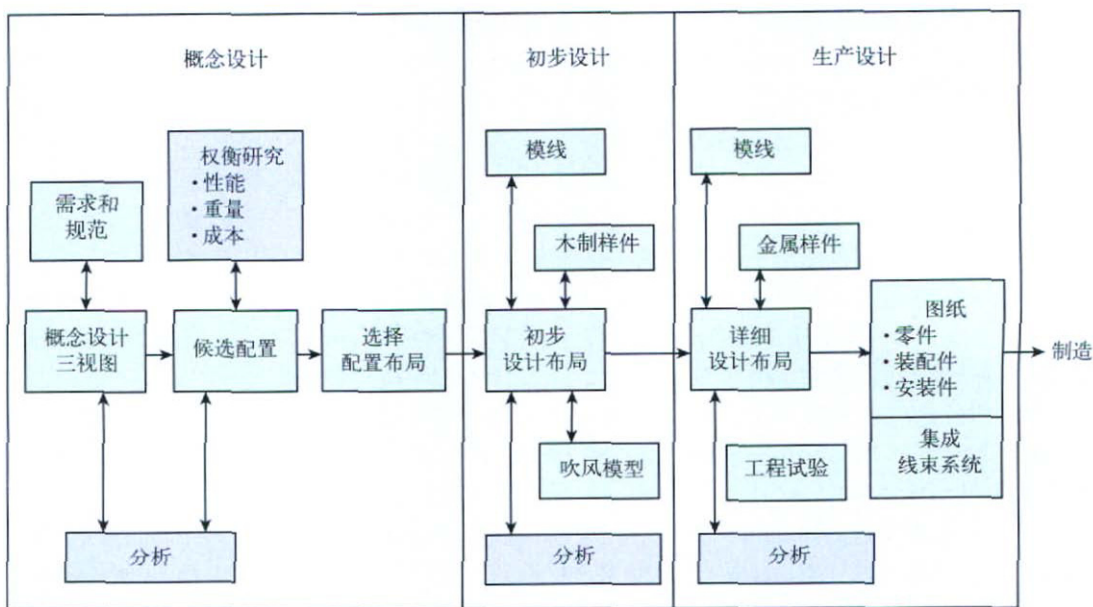 概念设计
初步设计
生产设计
权衡研究
·性能
·重量
·成本
需求和
规范
概念设计
三视图
候选配置
选择
配置布局
分析
模线
木制样件
初步
设计布局
吹风模型
分析
模线
金属样件
详细
设计布局
工程试验
分析
图纸
·零件
·装配件
·安装件
集成
线束系统
制造